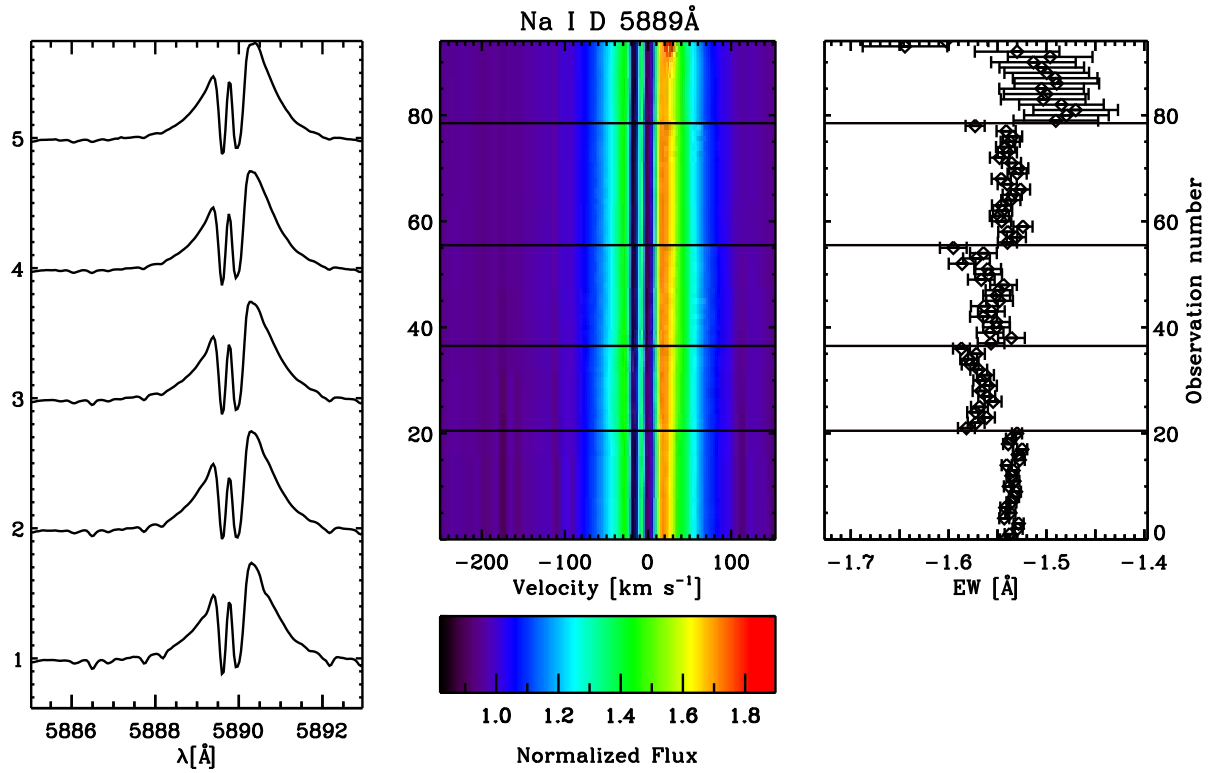 Na I D 5889Å
5
4
3
2
1
5886 5888 5890 5892
λ[Å]
80
60
40
20
-200 -100 0 100
Velocity [km s⁻¹]
1.0 1.2 1.4 1.6 1.8
Normalized Flux
80
60
40
20
0
Observation number
-1.7 -1.6 -1.5 -1.4
EW [Å]